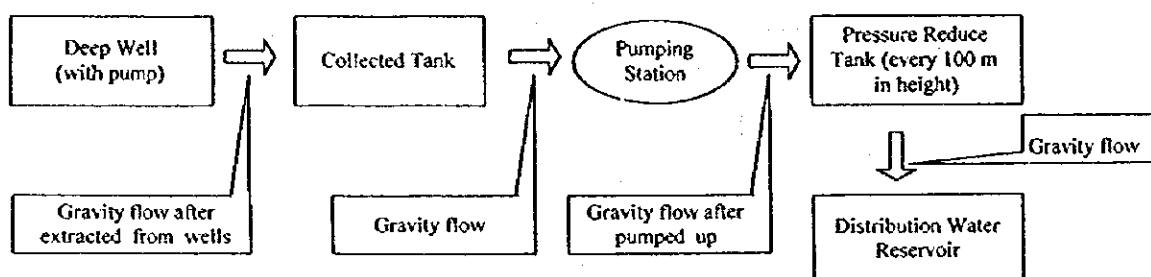 Deep Well
(with pump)
Collected Tank
Pumping
Station
Pressure Reduce
Tank (every 100 m
in height)
Gravity flow after
extracted from wells
Gravity flow
Gravity flow after
pumped up
Gravity flow
Distribution Water
Reservoir